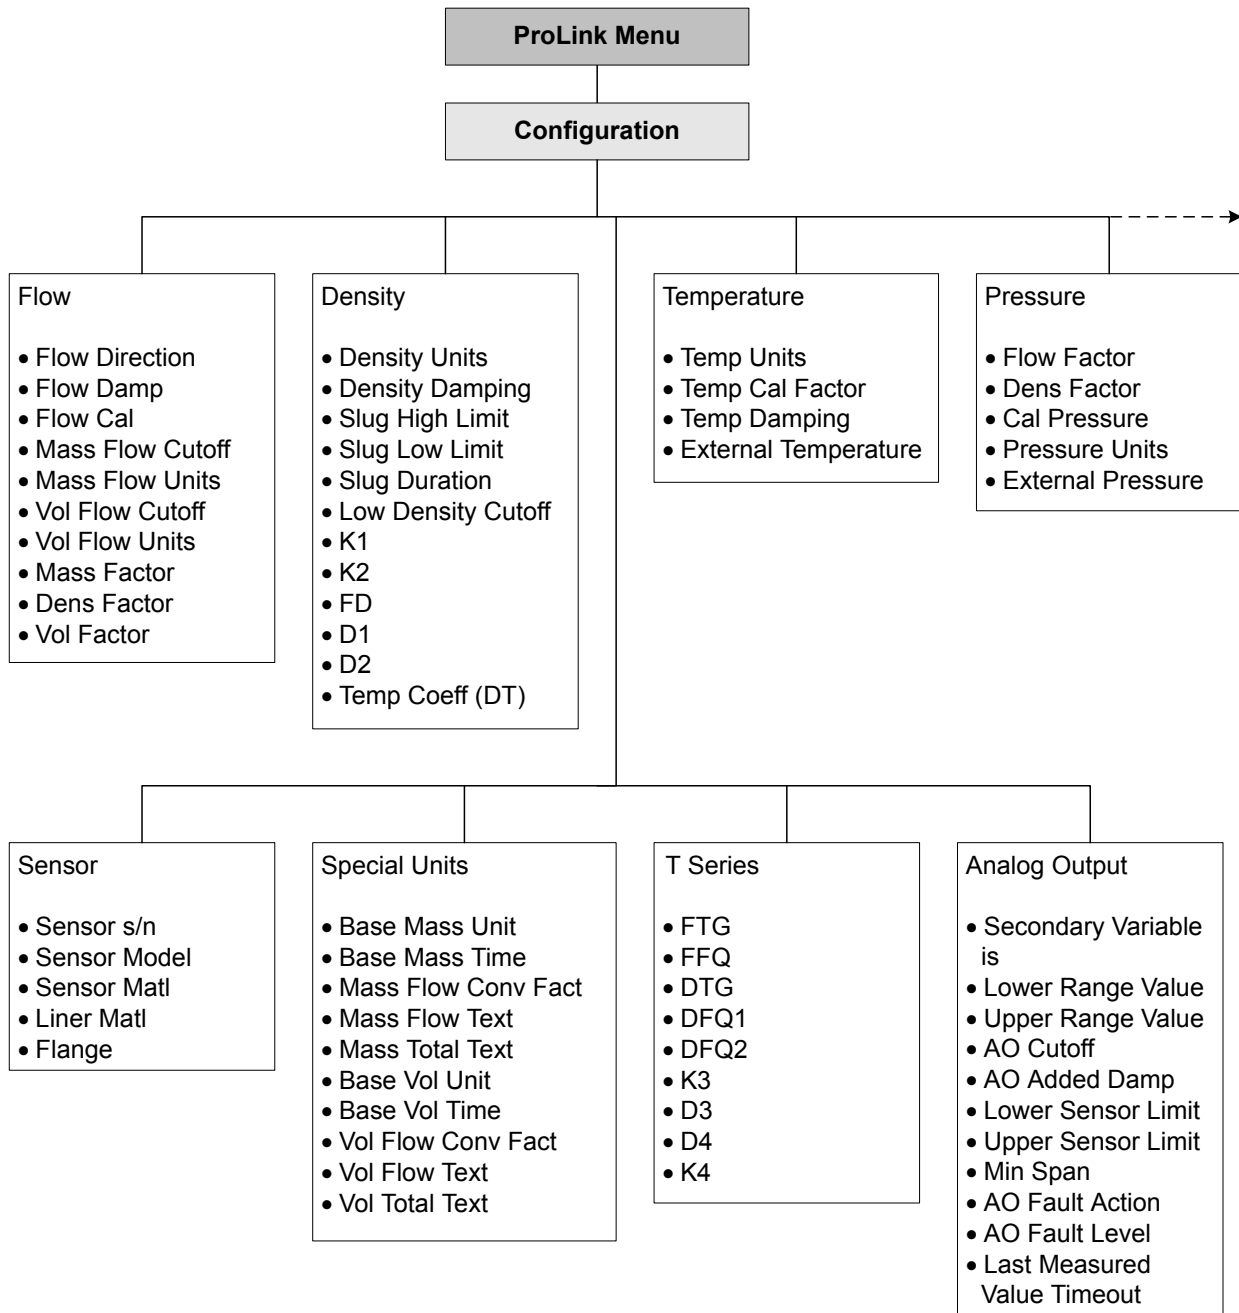 ProLink Menu
Configuration
Flow
• Flow Direction
• Flow Damp
• Flow Cal
• Mass Flow Cutoff
• Mass Flow Units
• Vol Flow Cutoff
• Vol Flow Units
• Mass Factor
• Dens Factor
• Vol Factor
Density
• Density Units
• Density Damping
• Slug High Limit
• Slug Low Limit
• Slug Duration
• Low Density Cutoff
• K1
• K2
• FD
• D1
• D2
• Temp Coeff (DT)
Temperature
• Temp Units
• Temp Cal Factor
• Temp Damping
• External Temperature
Pressure
• Flow Factor
• Dens Factor
• Cal Pressure
• Pressure Units
• External Pressure
Sensor
• Sensor s/n
• Sensor Model
• Sensor Matl
• Liner Matl
• Flange
Special Units
• Base Mass Unit
• Base Mass Time
• Mass Flow Conv Fact
• Mass Flow Text
• Mass Total Text
• Base Vol Unit
• Base Vol Time
• Vol Flow Conv Fact
• Vol Flow Text
• Vol Total Text
T Series
• FTG
• FFQ
• DTG
• DFQ1
• DFQ2
• K3
• D3
• D4
• K4
Analog Output
• Secondary Variable
is
• Lower Range Value
• Upper Range Value
• AO Cutoff
• AO Added Damp
• Lower Sensor Limit
• Upper Sensor Limit
• Min Span
• AO Fault Action
• AO Fault Level
• Last Measured
Value Timeout